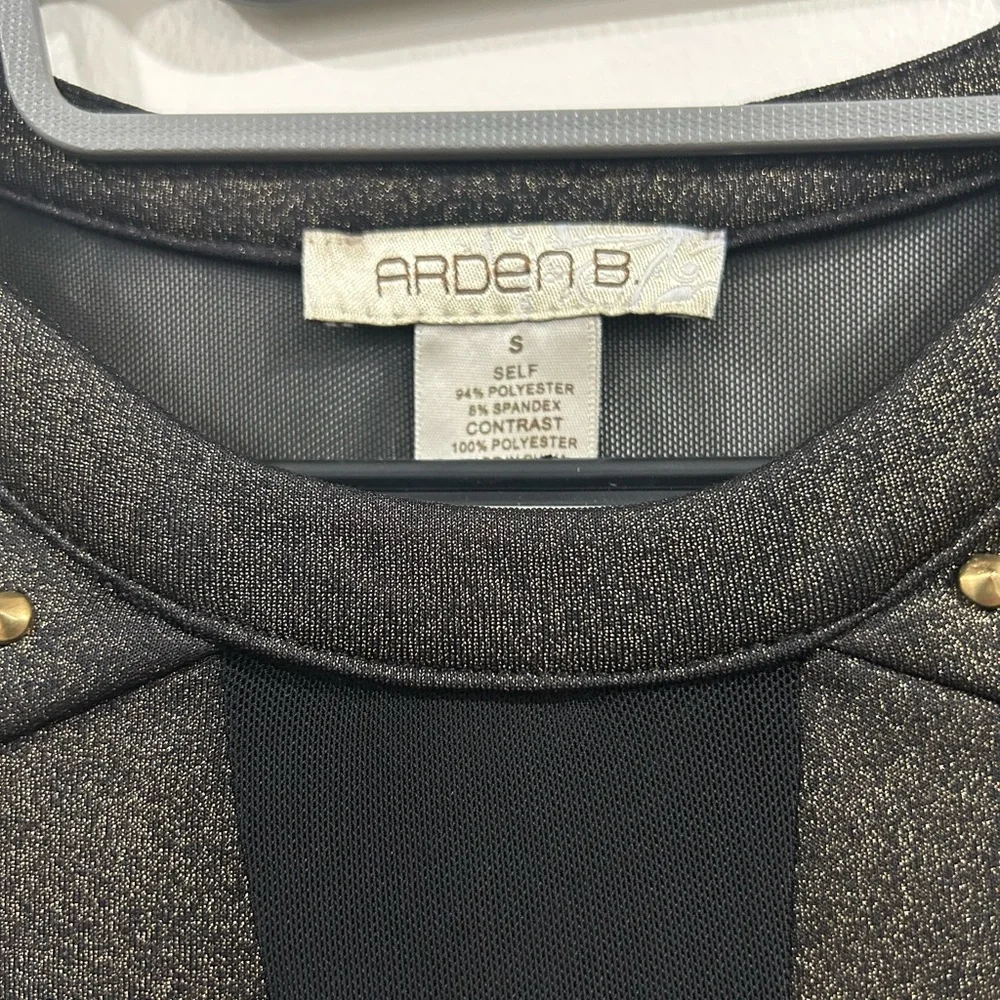 ARDEN B.
S
SELF
94% POLYESTER
6% SPANDEX
CONTRAST
100% POLYESTER